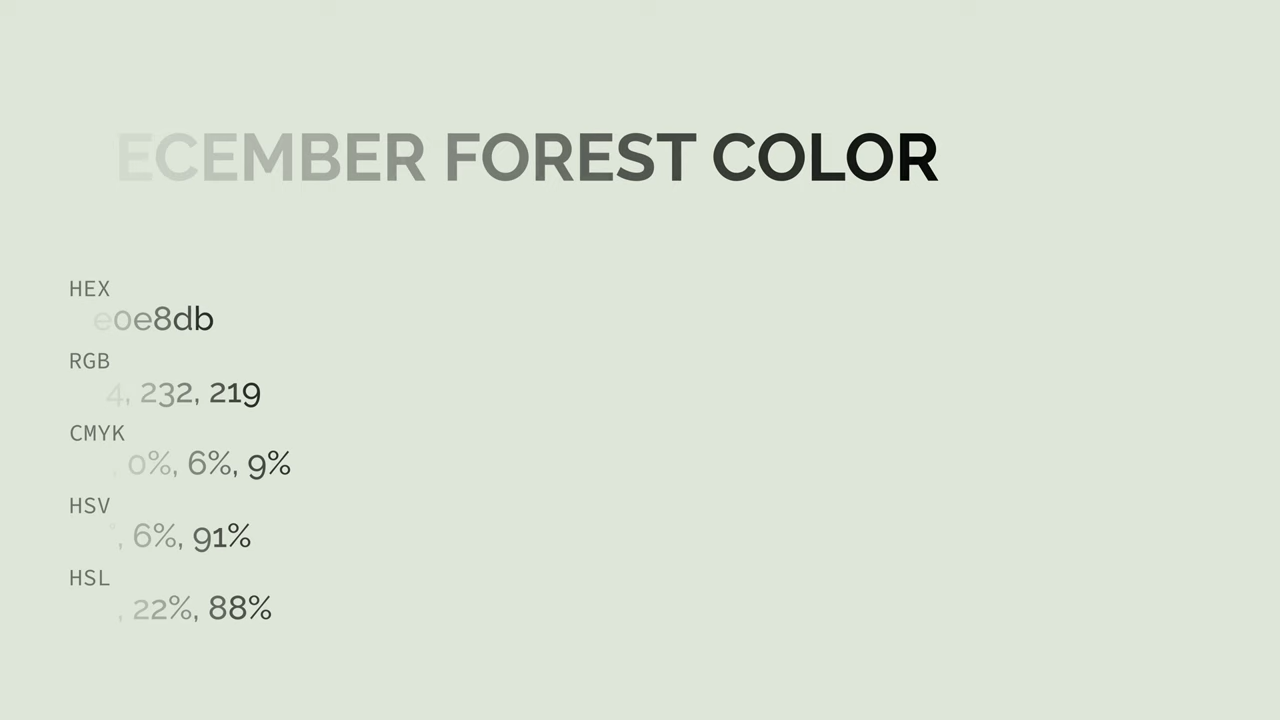 ECEMBER FOREST COLOR
HEX
e0e8db
RGB
4, 232, 219
CMYK
, 0%, 6%, 9%
HSV
°, 6%, 91%
HSL
, 22%, 88%